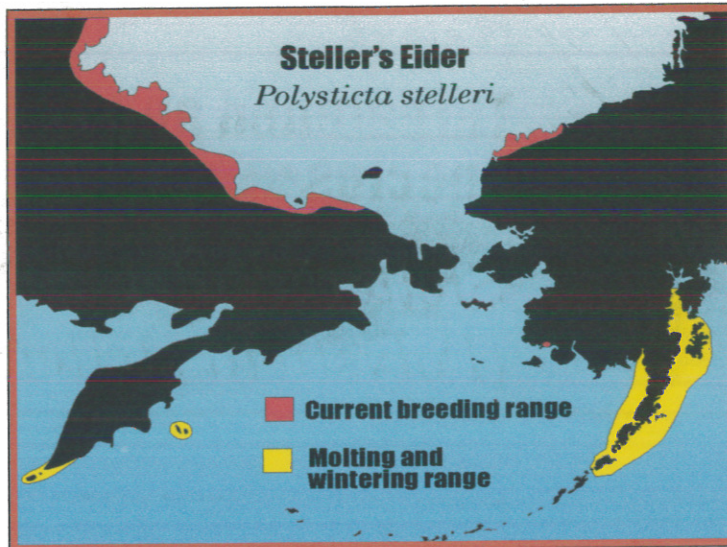 Steller's Eider
Polysticta stelleri
Current breeding range
Molting and
wintering range